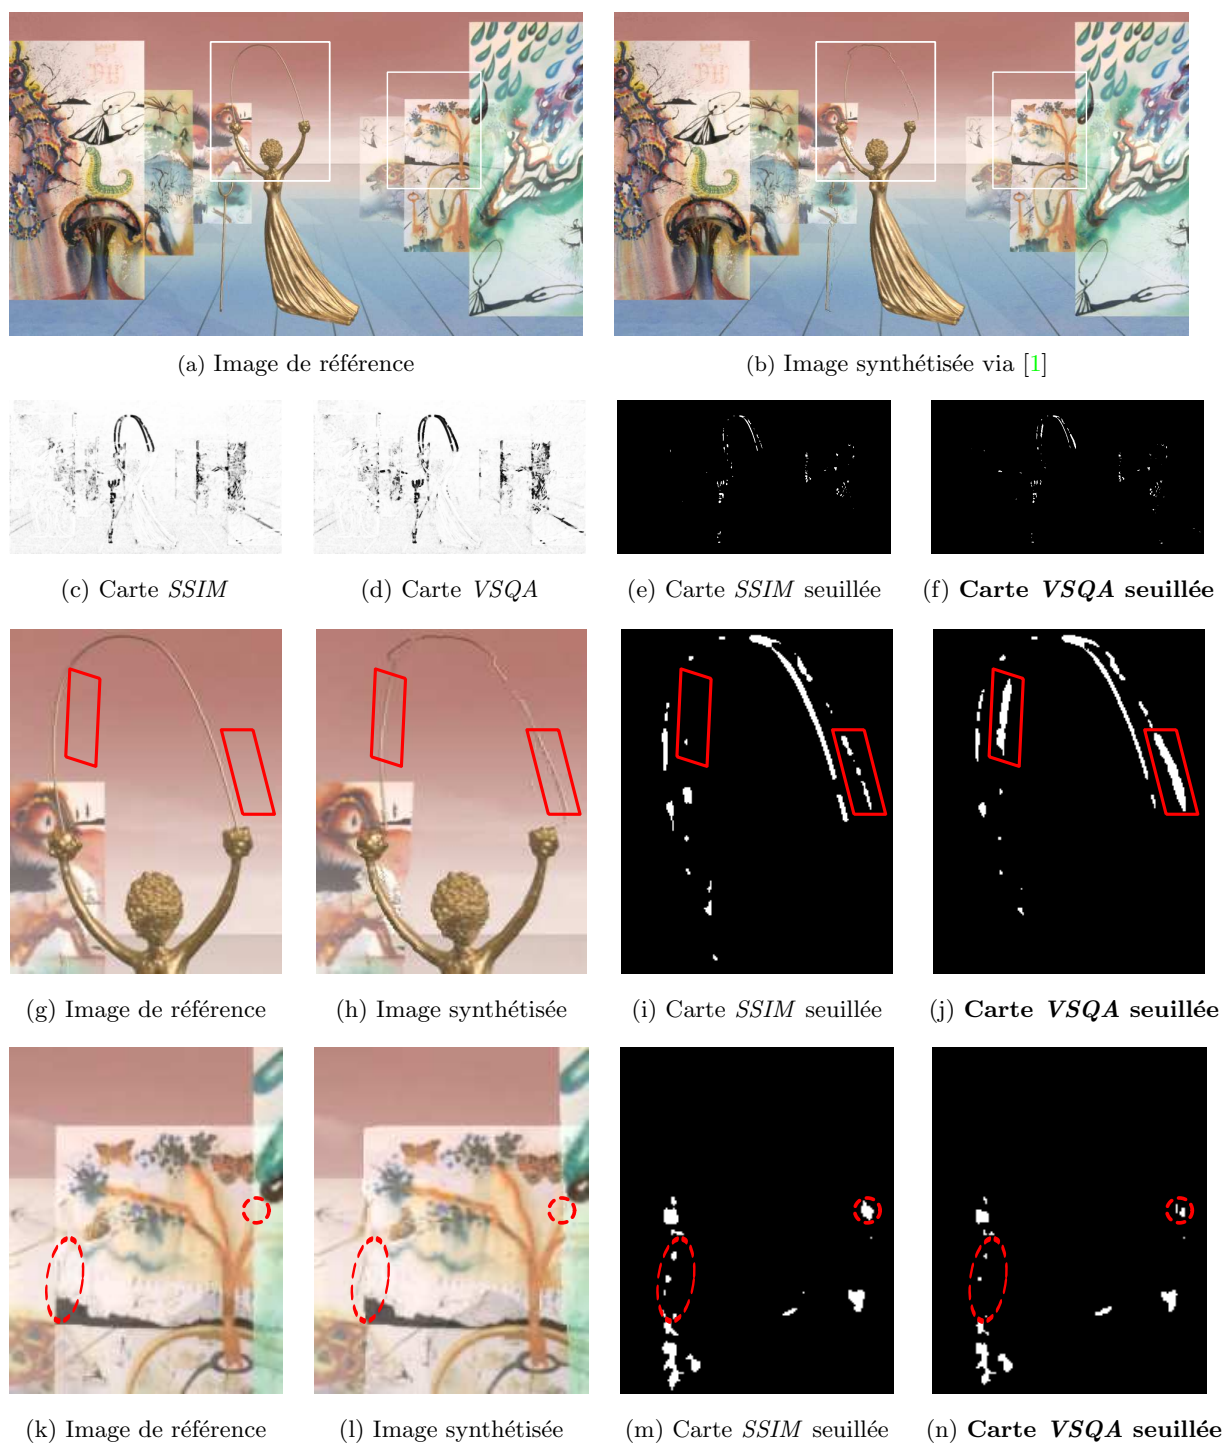 (a) Image de référence
(b) Image synthétisée via [1]
(c) Carte SSIM
(d) Carte VSQA
(e) Carte SSIM seuillée
(f) Carte VSQA seuillée
(g) Image de référence
(h) Image synthétisée
(i) Carte SSIM seuillée
(j) Carte VSQA seuillée
(k) Image de référence
(l) Image synthétisée
(m) Carte SSIM seuillée
(n) Carte VSQA seuillée